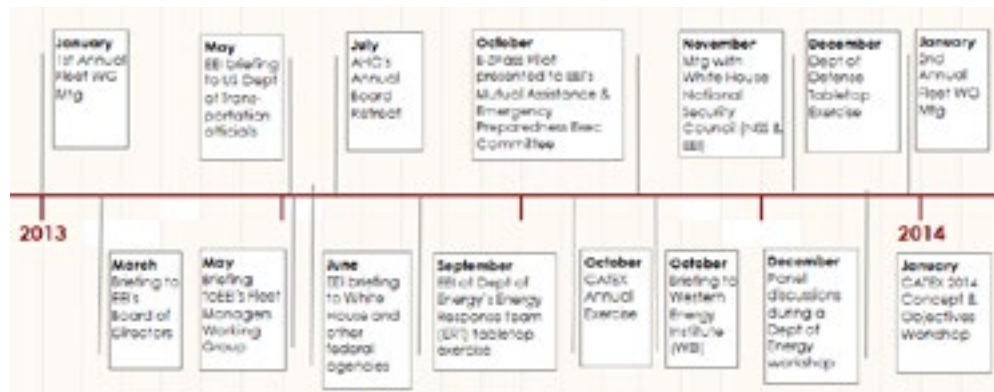 January
1st Annual
Fleet WG
Mtg
May
EEI briefing
to US Dept
of Trans-
portation
officials
July
AHC's
Annual
Board
Retreat
October
E-ZPass Pilot
presented to EEI's
Mutual Assistance &
Emergency
Preparedness Exec
Committee
November
Mtg with
White House
National
Security
Council (NSS &
EEI)
December
Dept of
Defense
Tabletop
Exercise
January
2nd
Annual
Fleet WG
Mtg
2013
2014
March
Briefing to
EEI's
Board of
Directors
May
Briefing
toEEI's Fleet
Managers
Working
Group
June
EEI briefing
to White
House and
other
federal
agencies
September
EEI at Dept of
Energy's Energy
Response Team
(ERT) tabletop
exercise
October
CATEX
Annual
Exercise
October
Briefing to
Western
Energy
Institute
(WEI)
December
Panel
discussions
during a
Dept of
Energy
workshop
January
CATEX 2014
Concept &
Objectives
Workshop